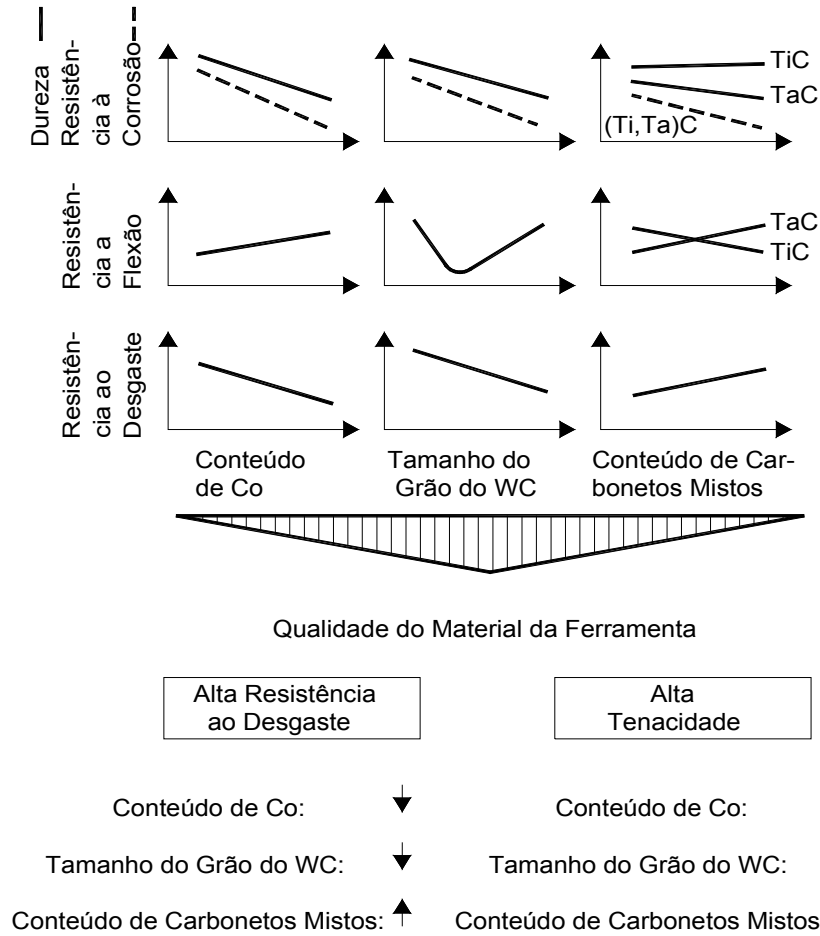 Dureza
Resistên-
cia à
Corrosão
TiC
TaC
(Ti,Ta)C
Resistên-
cia a
Flexão
TaC
TiC
Resistên-
cia ao
Desgaste
Conteúdo
de Co
Tamanho do
Grão do WC
Conteúdo de Car-
bonetos Mistos
Qualidade do Material da Ferramenta
Alta Resistência
ao Desgaste
Alta
Tenacidade
Conteúdo de Co:
Conteúdo de Co:
Tamanho do Grão do WC:
Tamanho do Grão do WC:
Conteúdo de Carbonetos Mistos:
Conteúdo de Carbonetos Mistos